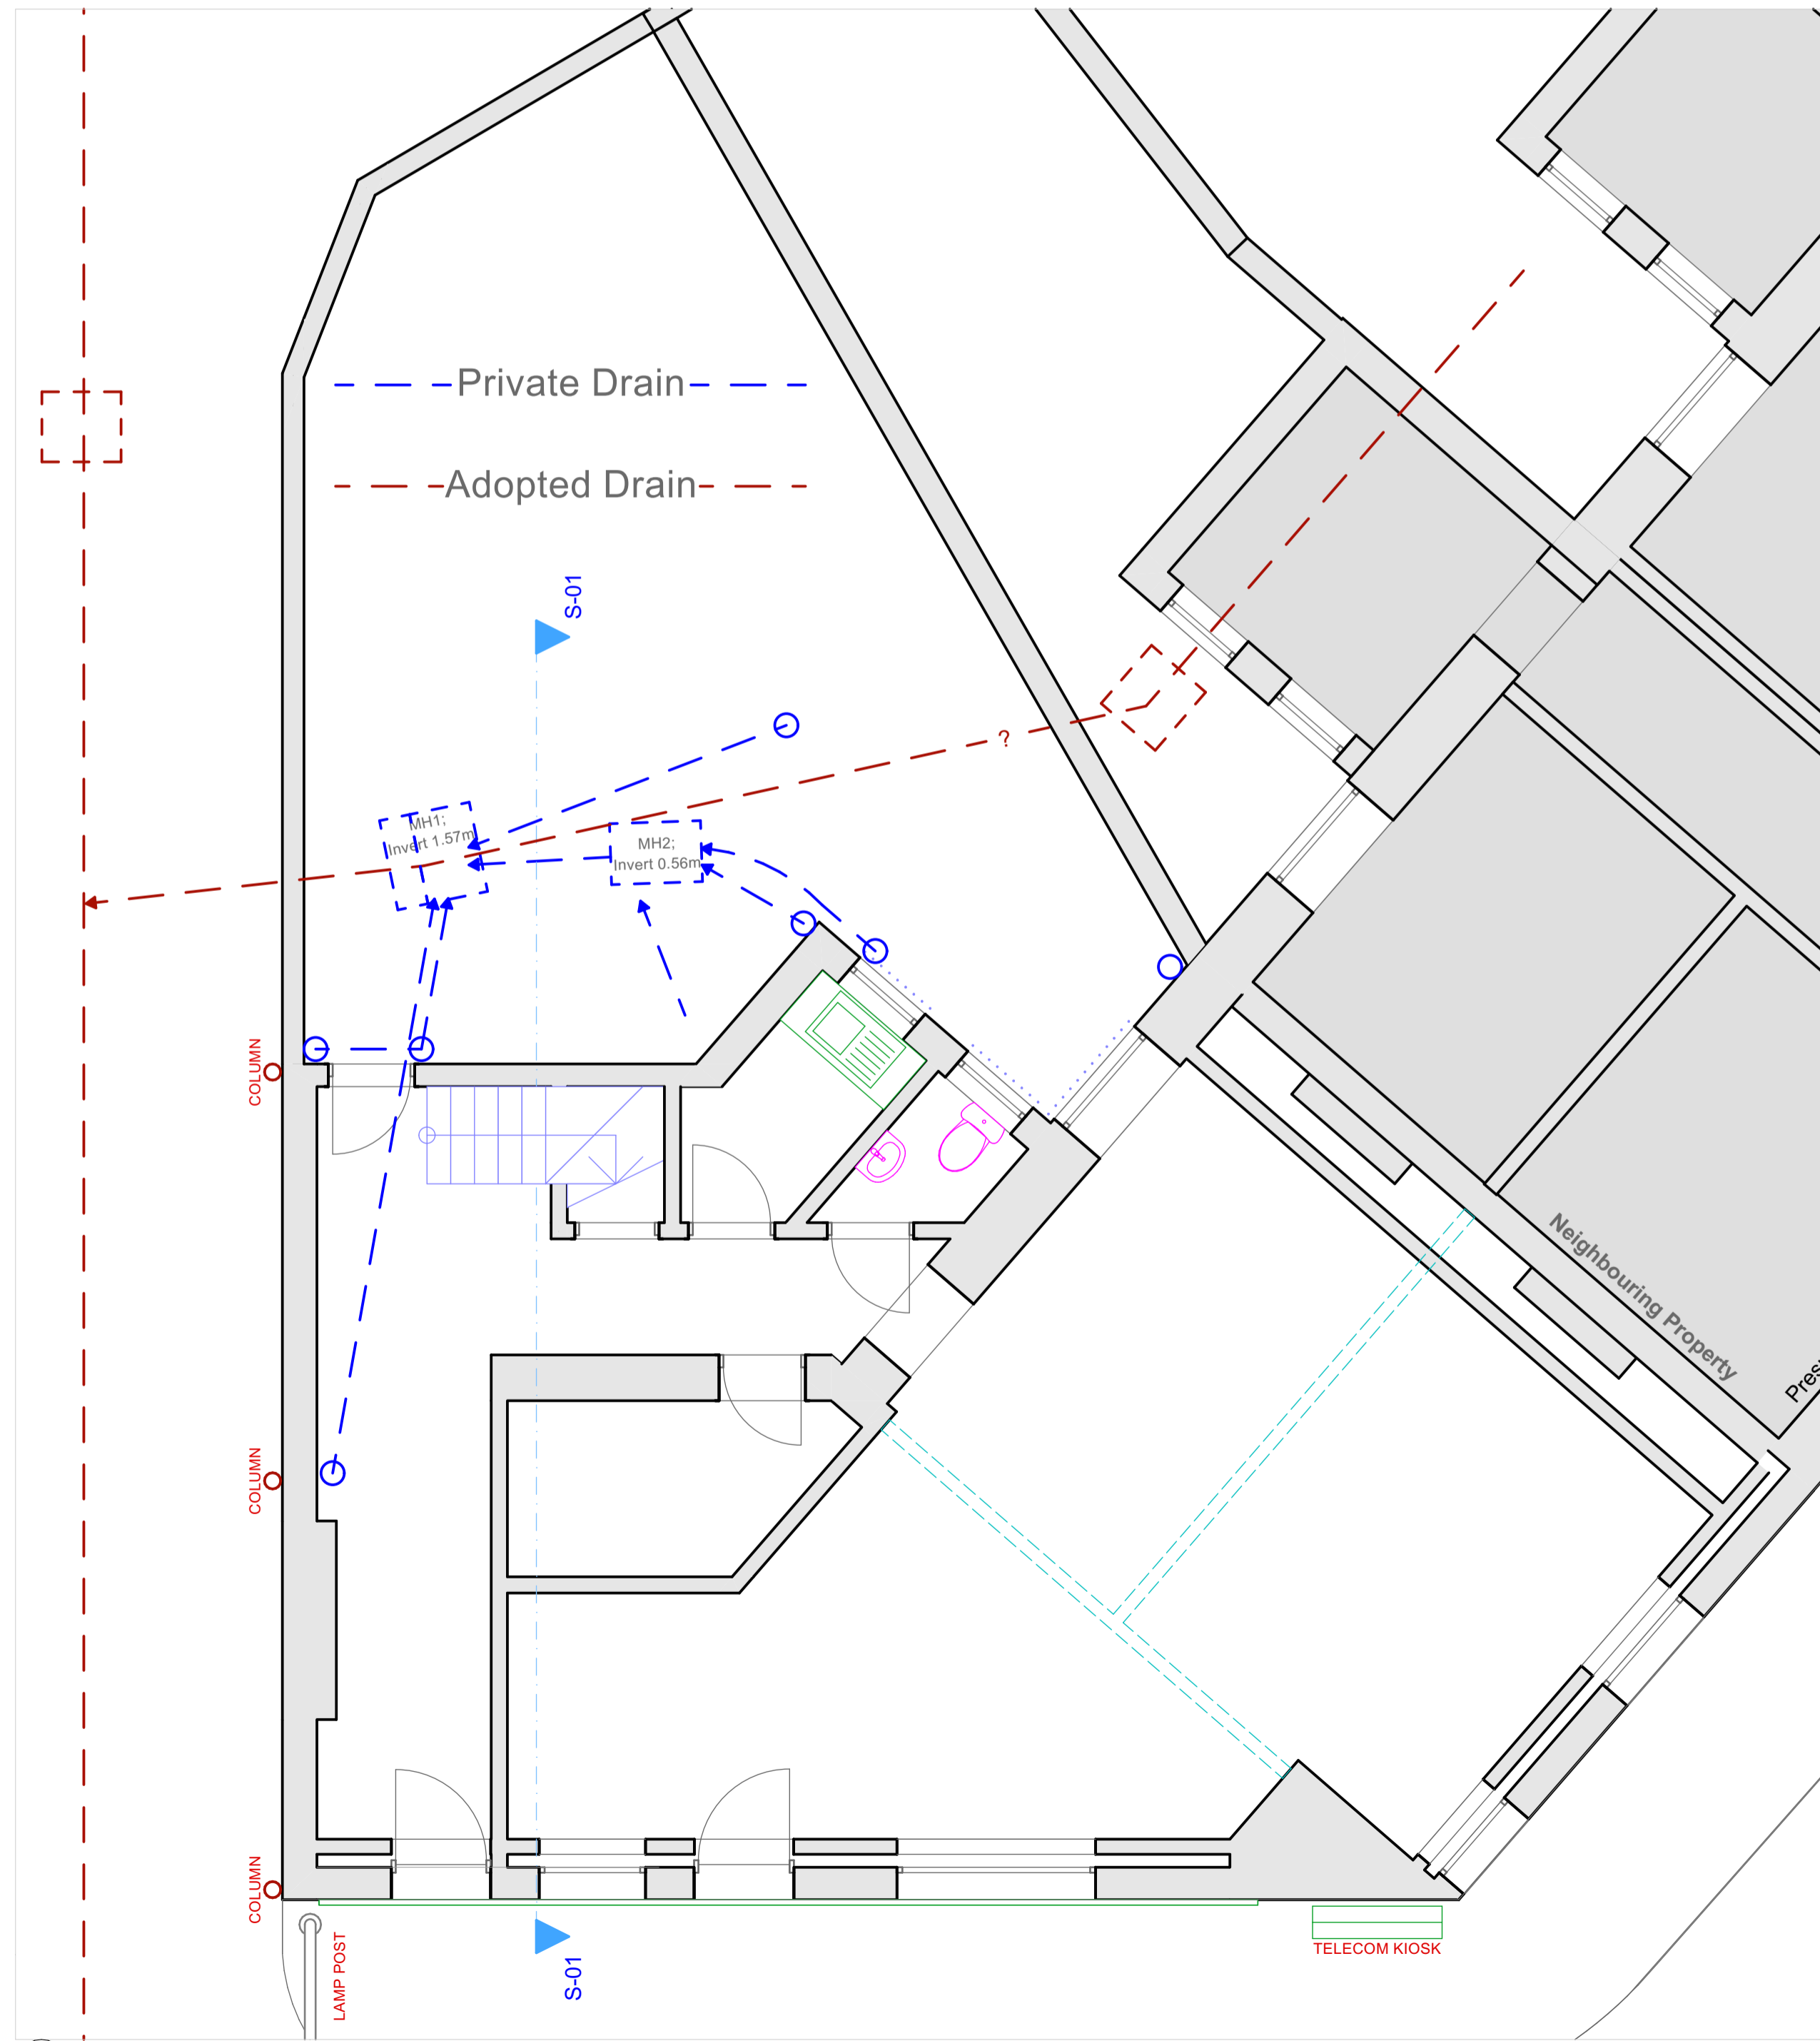 Private Drain
Adopted Drain
S-01
?
MH1;
Invert 1.57m
MH2;
Invert 0.56m
COLUMN
Neighbouring Property
COLUMN
COLUMN
LAMP POST
S-01
TELECOM KIOSK